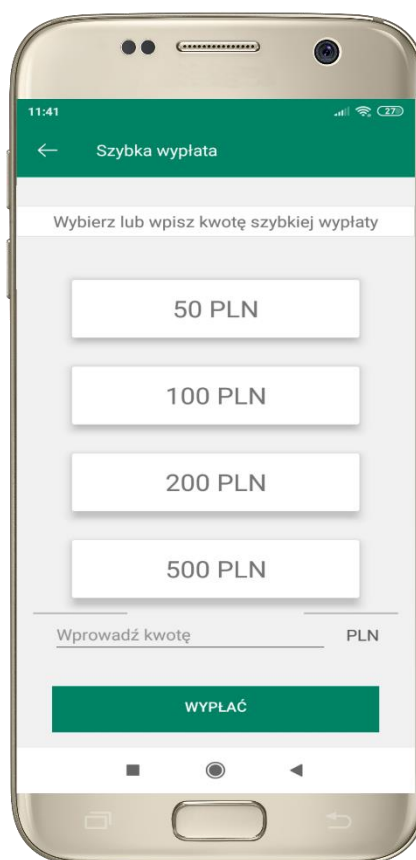 11:41
27
Szybka wypłata
Wybierz lub wpisz kwotę szybkiej wypłaty
50 PLN
100 PLN
200 PLN
500 PLN
Wprowadź kwotę PLN
WYPŁAĆ